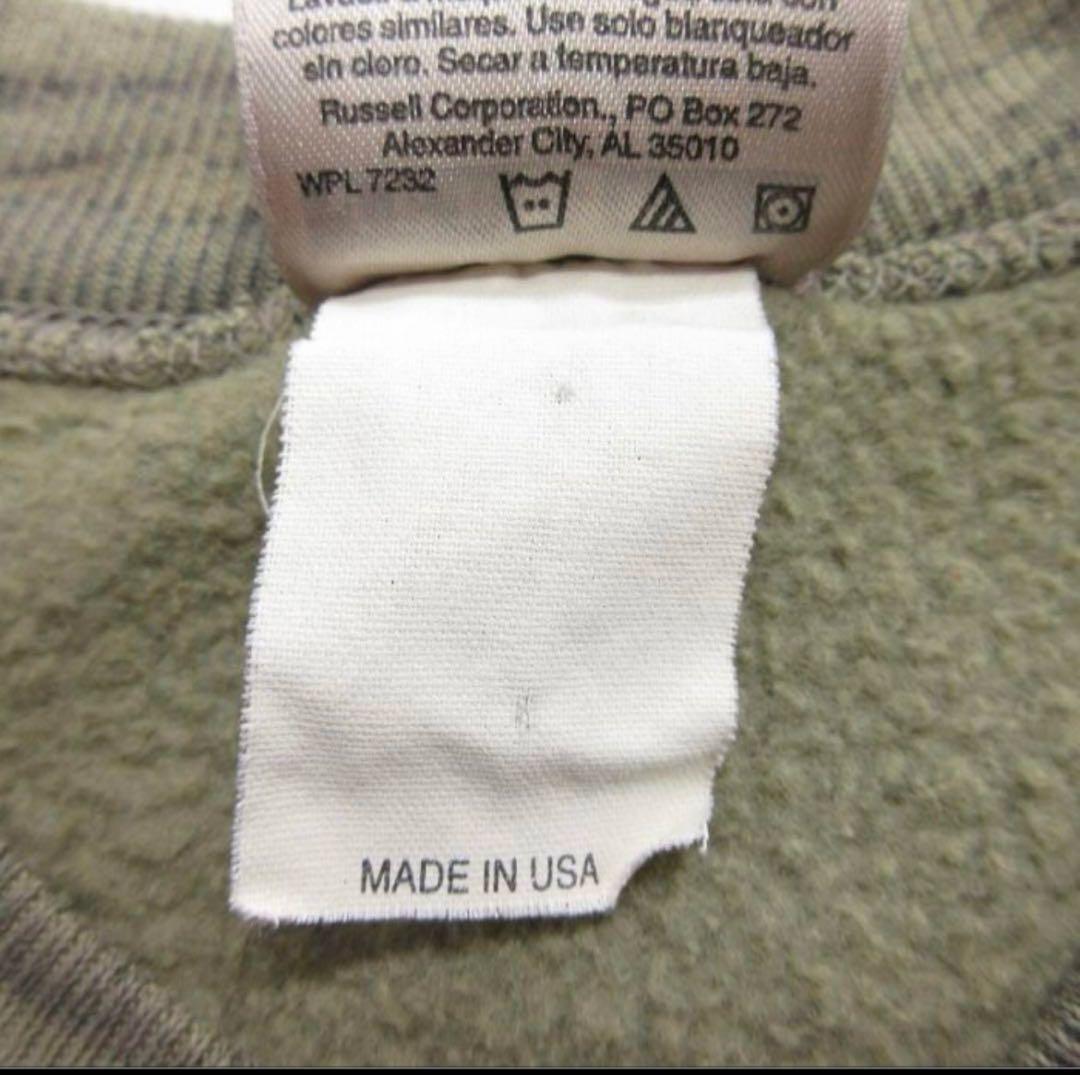 colores similares. Use solo blanqueador
sin cloro. Secar a temperatura baja.
Russell Corporation., PO Box 272
Alexander City, AL 35010
WPL 7232
MADE IN USA